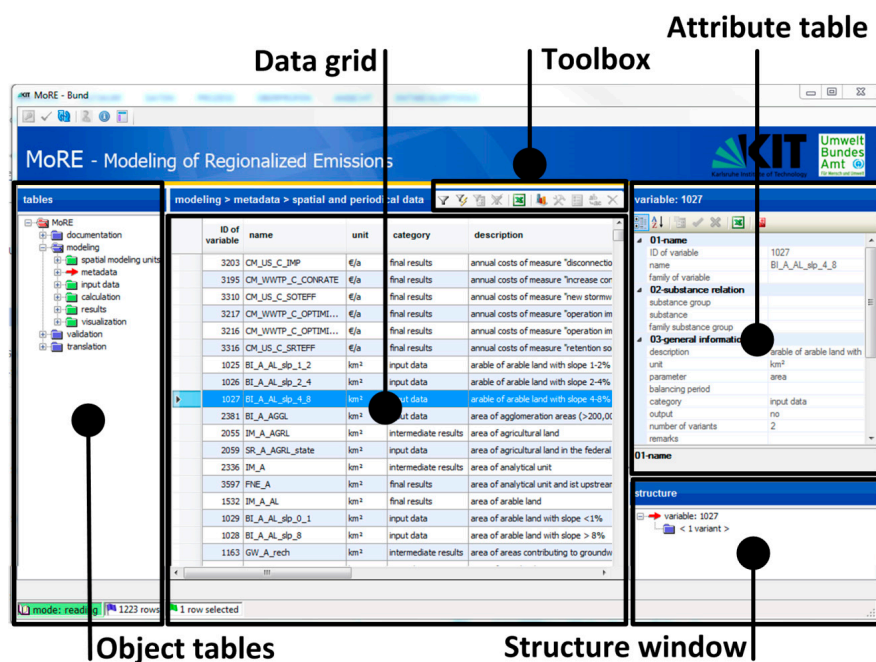 Attribute table
Data grid
Toolbox
MoRE - Bund
MoRE - Modeling of Regionalized Emissions
KIT
Karlsruhe Institute of Technology
Umwelt
Bundes
Amt
Für Mensch und Umwelt
tables
MoRE
documentation
modeling
spatial modeling units
metadata
input data
calculation
results
visualization
validation
translation
modeling > metadata > spatial and periodical data
ID of variable name unit category description
3203 CM_US_C_IMP €/a final results annual costs of measure "disconnectio
3195 CM_WWTP_C_CONRATE €/a final results annual costs of measure "increase con
3310 CM_US_C_SOTEFF €/a final results annual costs of measure "new stormw
3217 CM_WWTP_C_OPTIMI... €/a final results annual costs of measure "operation im
3216 CM_WWTP_C_OPTIMI... €/a final results annual costs of measure "operation im
3316 CM_US_C_SRTEFF €/a final results annual costs of measure "retention so
1025 BI_A_AL_slp_1_2 km² input data arable of arable land with slope 1-2%
1026 BI_A_AL_slp_2_4 km² input data arable of arable land with slope 2-4%
1027 BI_A_AL_slp_4_8 km² input data arable of arable land with slope 4-8%
2381 BI_A_AGGL km² input data area of agglomeration areas (>200,00
2055 IM_A_AGRL km² intermediate results area of agricultural land
2059 SR_A_AGRL_state km² input data area of agricultural land in the federal
2336 IM_A km² intermediate results area of analytical unit
3597 FNE_A km² final results area of analytical unit and ist upstrear
1532 IM_A_AL km² final results area of arable land
1029 BI_A_AL_slp_0_1 km² input data area of arable land with slope <1%
1028 BI_A_AL_slp_8 km² input data area of arable land with slope > 8%
1163 GW_A_rech km² intermediate results area of areas contributing to groundw
variable: 1027
01-name
ID of variable 1027
name BI_A_AL_slp_4_8
family of variable
02-substance relation
substance group
substance
family substance group
03-general information
description arable of arable land with
unit km²
parameter area
balancing period
category input data
output no
number of variants 2
remarks
01-name
structure
variable: 1027
< 1 variant >
mode: reading 1223 rows 1 row selected
Object tables
Structure window